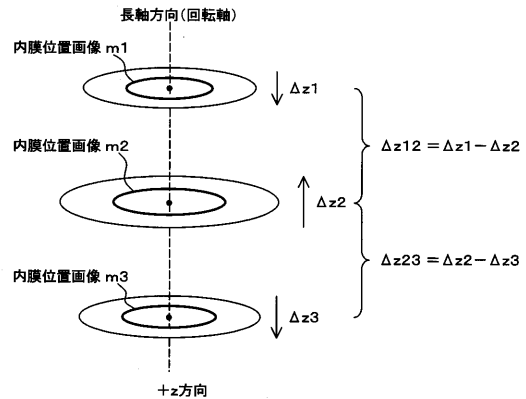 長軸方向(回転軸)
内膜位置画像 m1
Δz1
内膜位置画像 m2
Δz12=Δz1-Δz2
Δz2
Δz23=Δz2-Δz3
内膜位置画像 m3
Δz3
+z方向